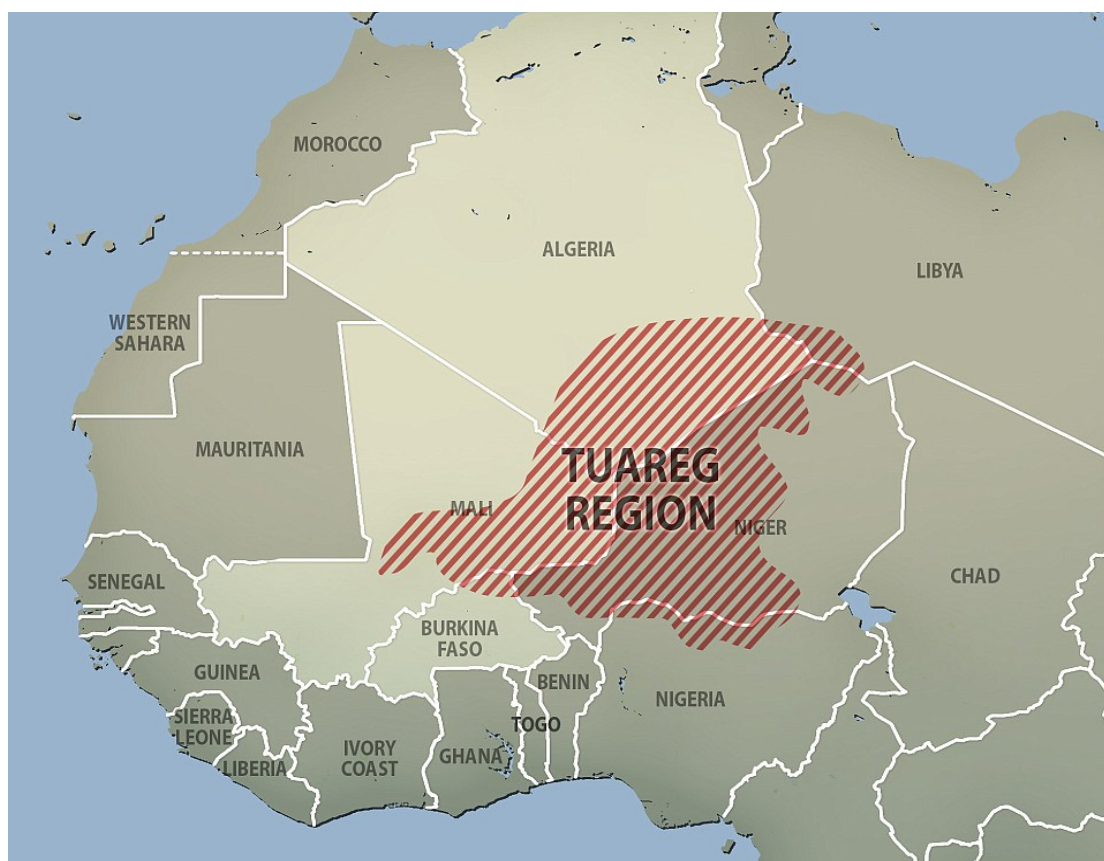 MOROCCO
ALGERIA
LIBYA
WESTERN
SAHARA
MAURITANIA
TUAREG
REGION
MALI
NIGER
SENEGAL
CHAD
BURKINA
FASO
GUINEA
BENIN
NIGERIA
SIERRA
LEONE
TOGO
IVORY
COAST
GHANA
LIBERIA